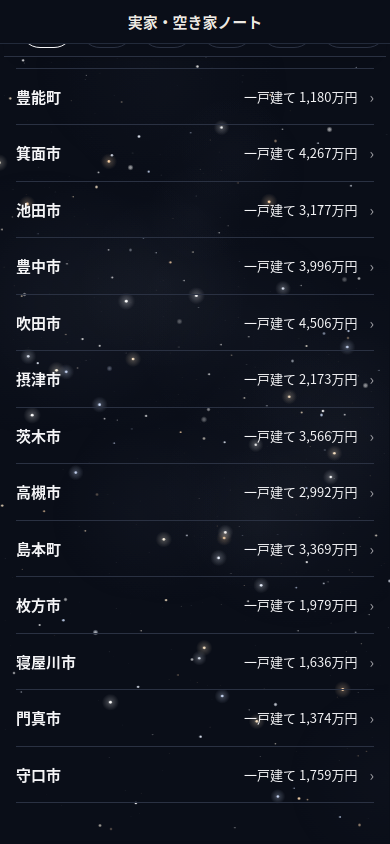 実家・空き家ノート
豊能町 一戸建て 1,180万円 ›
箕面市 一戸建て 4,267万円 ›
池田市 一戸建て 3,177万円 ›
豊中市 一戸建て 3,996万円 ›
吹田市 一戸建て 4,506万円 ›
摂津市 一戸建て 2,173万円 ›
茨木市 一戸建て 3,566万円 ›
高槻市 一戸建て 2,992万円 ›
島本町 一戸建て 3,369万円 ›
枚方市 一戸建て 1,979万円 ›
寝屋川市 一戸建て 1,636万円 ›
門真市 一戸建て 1,374万円 ›
守口市 一戸建て 1,759万円 ›